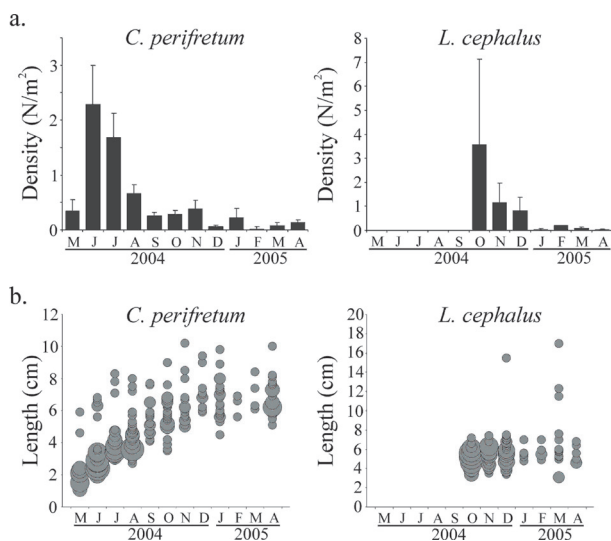 a.
C. perifretum
L. cephalus
Density (N/m²)
3
2
1
0
M J J A S O N D J F M A
2004 2005
Density (N/m²)
8
7
6
5
4
3
2
1
0
M J J A S O N D J F M A
2004 2005
b.
C. perifretum
L. cephalus
Length (cm)
12
10
8
6
4
2
0
M J J A S O N D J F M A
2004 2005
Length (cm)
20
18
16
14
12
10
8
6
4
2
0
M J J A S O N D J F M A
2004 2005